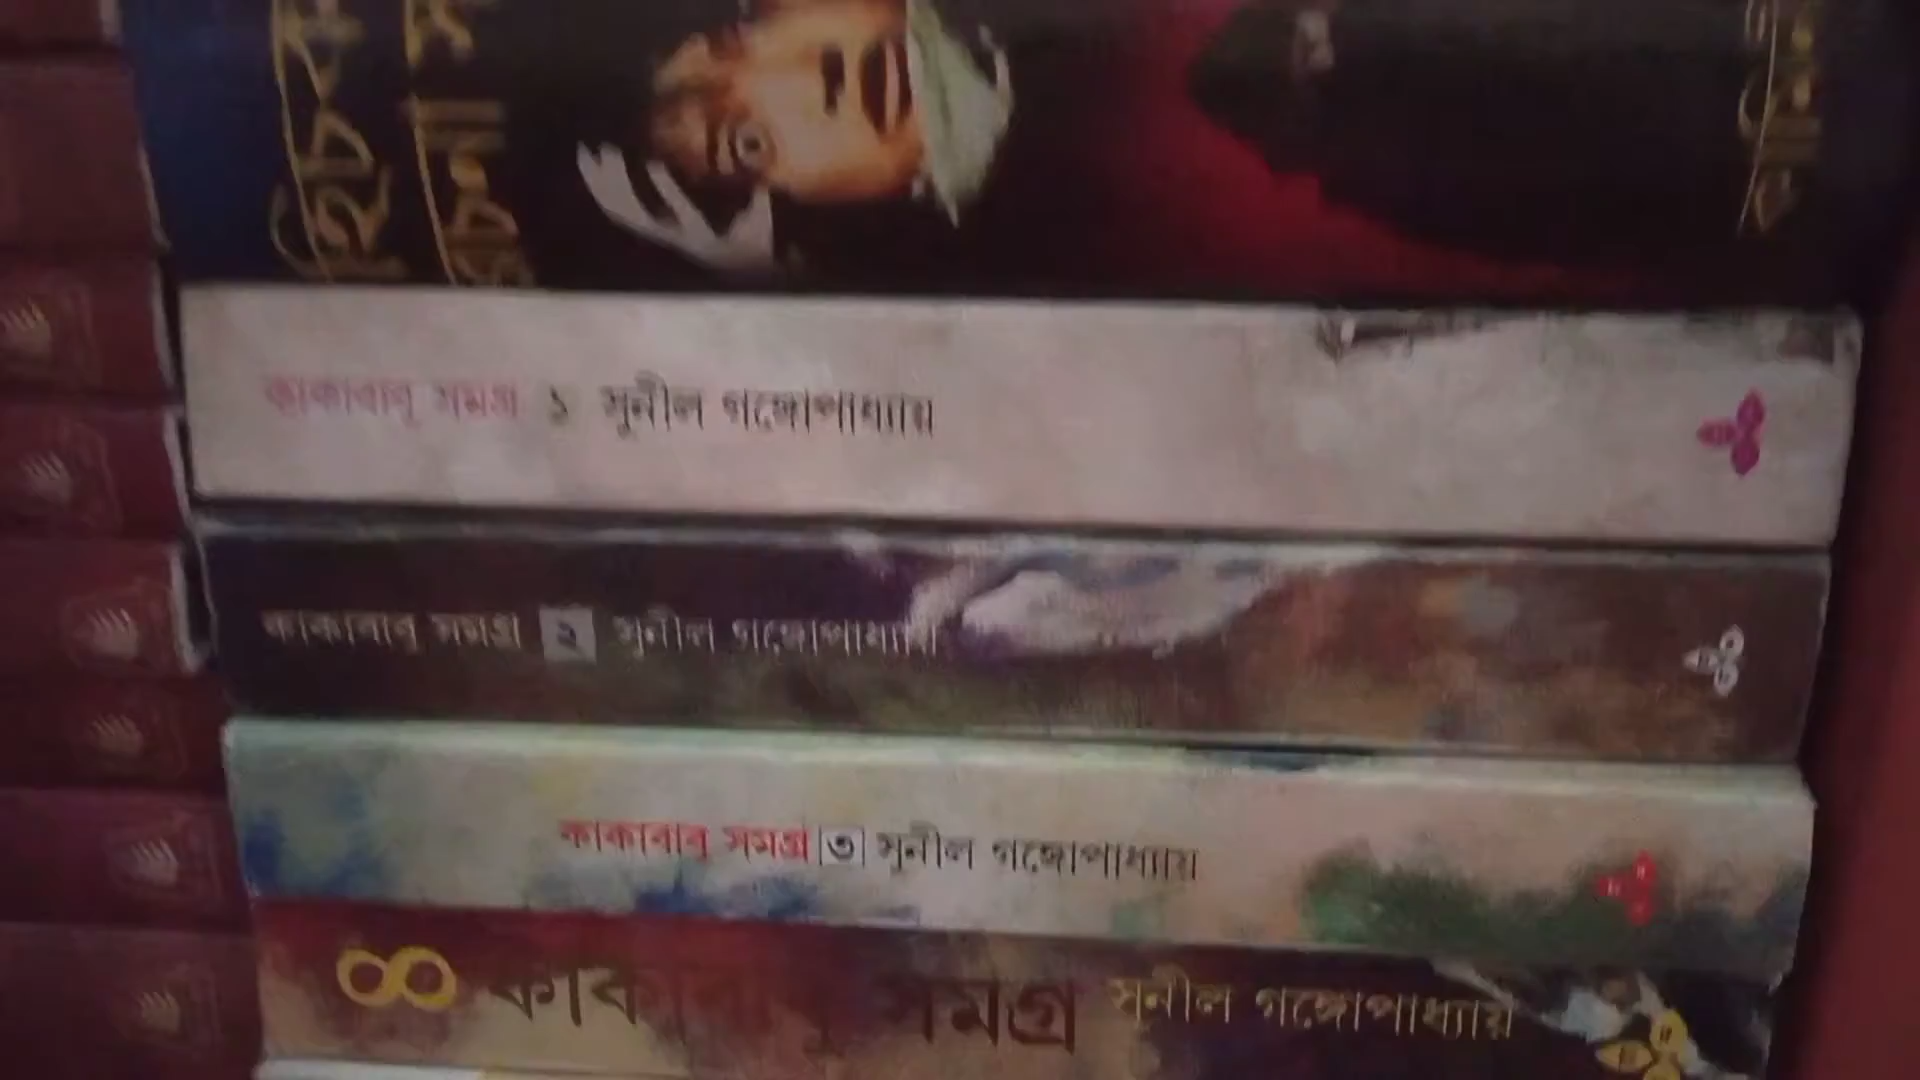 কাকাবাবু সমগ্র ১ সুনীল গঙ্গোপাধ্যায়
কাকাবাবু সমগ্র ২ সুনীল গঙ্গোপাধ্যায়
কাকাবাবু সমগ্র ৩ সুনীল গঙ্গোপাধ্যায়
৪ কাকাবাবু সমগ্র সুনীল গঙ্গোপাধ্যায়